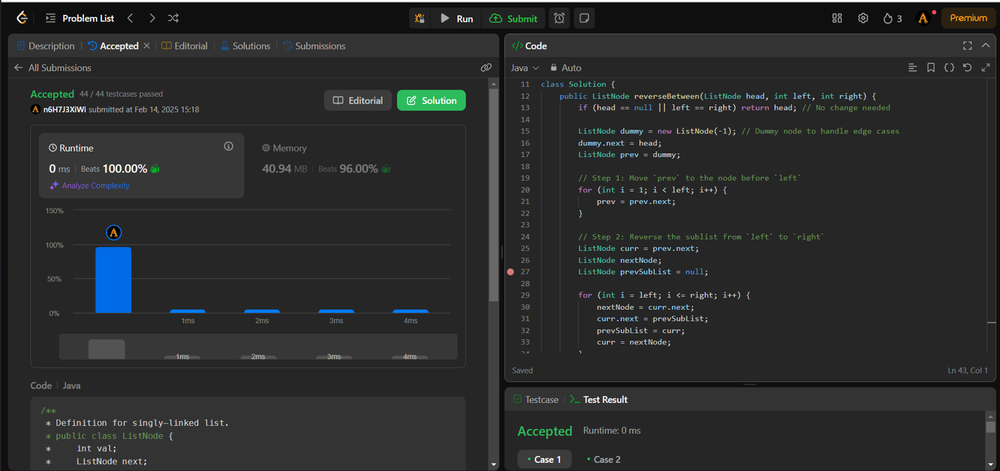 Problem List
Run
Submit
3
Premium
Description
Accepted
Editorial
Solutions
Submissions
All Submissions
Accepted 44 / 44 testcases passed
n6H7J3XiWi submitted at Feb 14, 2025 15:18
Editorial
Solution
Runtime
0 ms | Beats 100.00%
Analyze Complexity
Memory
40.94 MB | Beats 96.00%
150%
100%
50%
0%
1ms 2ms 3ms 4ms
1ms 2ms 3ms 4ms
Code | Java
/**
* Definition for singly-linked list.
* public class ListNode {
*     int val;
*     ListNode next;
</> Code
Java
Auto
11 class Solution {
12     public ListNode reverseBetween(ListNode head, int left, int right) {
13         if (head == null || left == right) return head; // No change needed
14
15         ListNode dummy = new ListNode(-1); // Dummy node to handle edge cases
16         dummy.next = head;
17         ListNode prev = dummy;
18
19         // Step 1: Move `prev` to the node before `left`
20         for (int i = 1; i < left; i++) {
21             prev = prev.next;
22         }
23
24         // Step 2: Reverse the sublist from `left` to `right`
25         ListNode curr = prev.next;
26         ListNode nextNode;
27         ListNode prevSubList = null;
28
29         for (int i = left; i <= right; i++) {
30             nextNode = curr.next;
31             curr.next = prevSubList;
32             prevSubList = curr;
33             curr = nextNode;
34         }
Saved
Ln 43, Col 1
Testcase
Test Result
Accepted Runtime: 0 ms
Case 1
Case 2